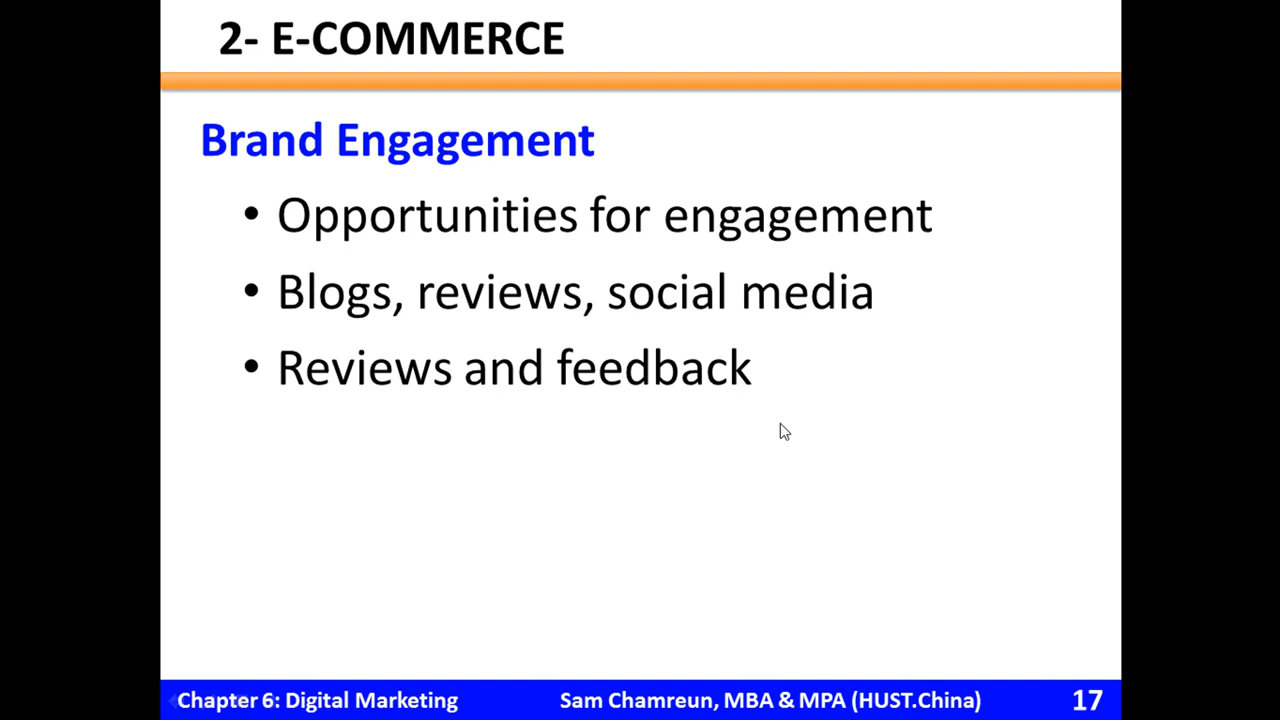 2- E-COMMERCE
Brand Engagement
• Opportunities for engagement
• Blogs, reviews, social media
• Reviews and feedback
Chapter 6: Digital Marketing Sam Chamreun, MBA & MPA (HUST.China) 17